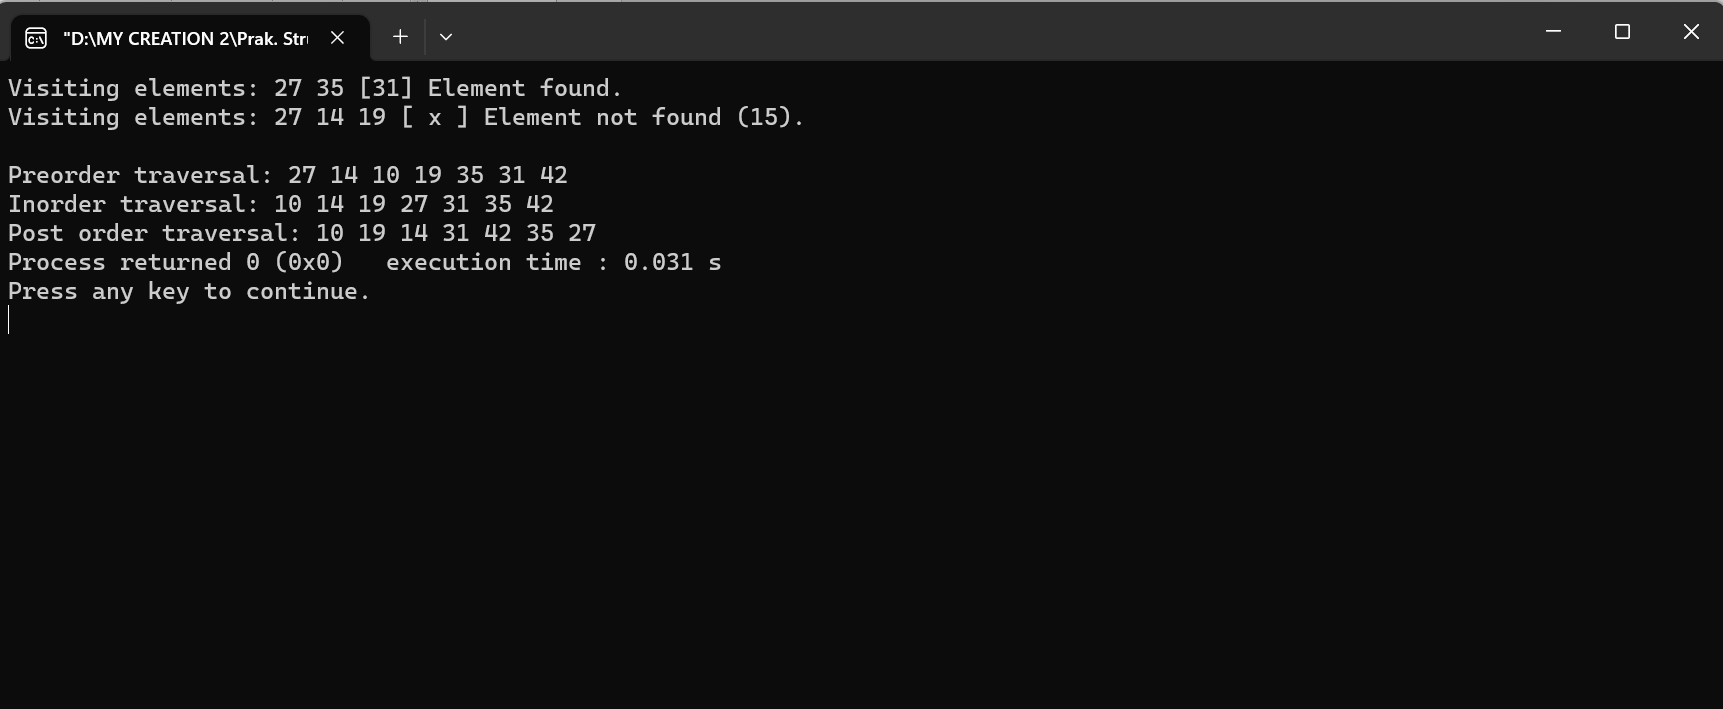 "D:\MY CREATION 2\Prak. Str
Visiting elements: 27 35 [31] Element found.
Visiting elements: 27 14 19 [ x ] Element not found (15).
Preorder traversal: 27 14 10 19 35 31 42
Inorder traversal: 10 14 19 27 31 35 42
Post order traversal: 10 19 14 31 42 35 27
Process returned 0 (0x0)   execution time : 0.031 s
Press any key to continue.